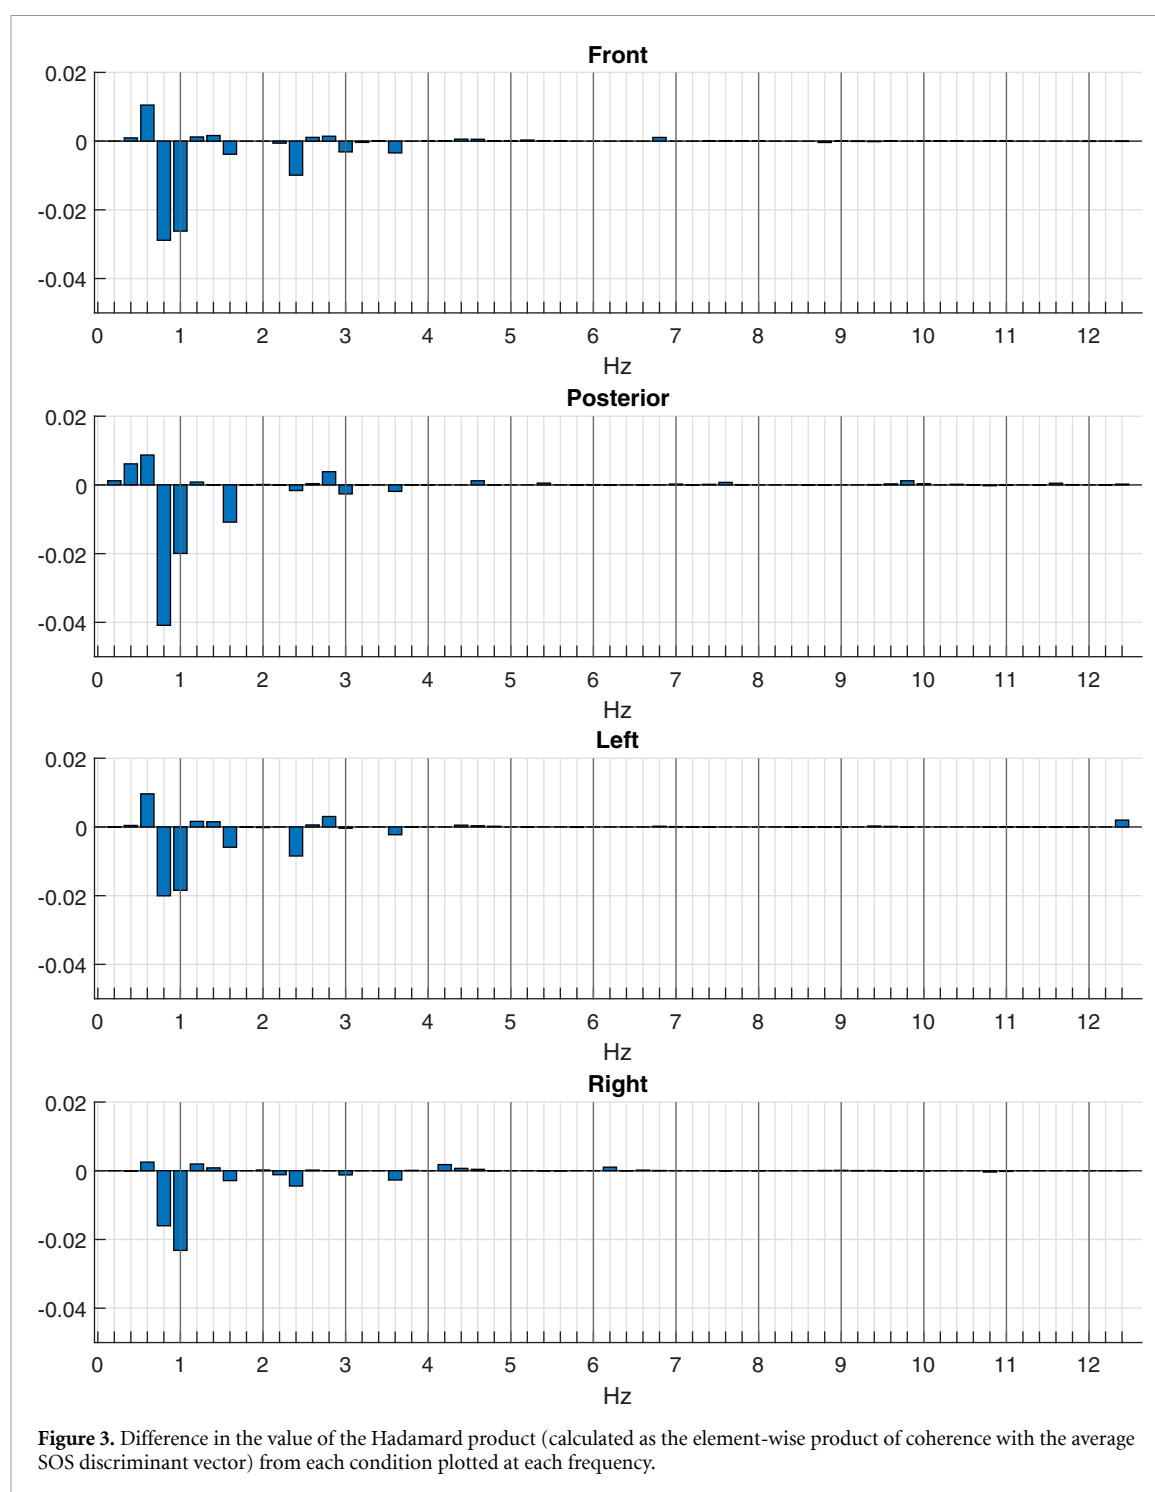 Front
0.02
0
-0.02
-0.04
0 1 2 3 4 5 6 7 8 9 10 11 12
Hz
Posterior
0.02
0
-0.02
-0.04
0 1 2 3 4 5 6 7 8 9 10 11 12
Hz
Left
0.02
0
-0.02
-0.04
0 1 2 3 4 5 6 7 8 9 10 11 12
Hz
Right
0.02
0
-0.02
-0.04
0 1 2 3 4 5 6 7 8 9 10 11 12
Hz
Figure 3. Difference in the value of the Hadamard product (calculated as the element-wise product of coherence with the average
SOS discriminant vector) from each condition plotted at each frequency.